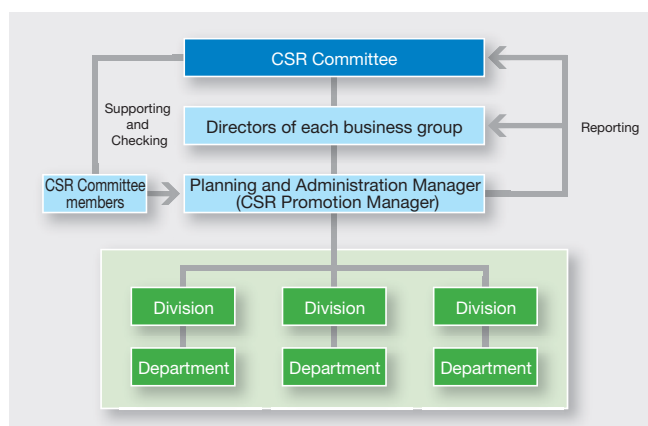 CSR Committee
Supporting
and
Checking
Directors of each business group
Reporting
CSR Committee
members
Planning and Administration Manager
(CSR Promotion Manager)
Division
Division
Division
Department
Department
Department